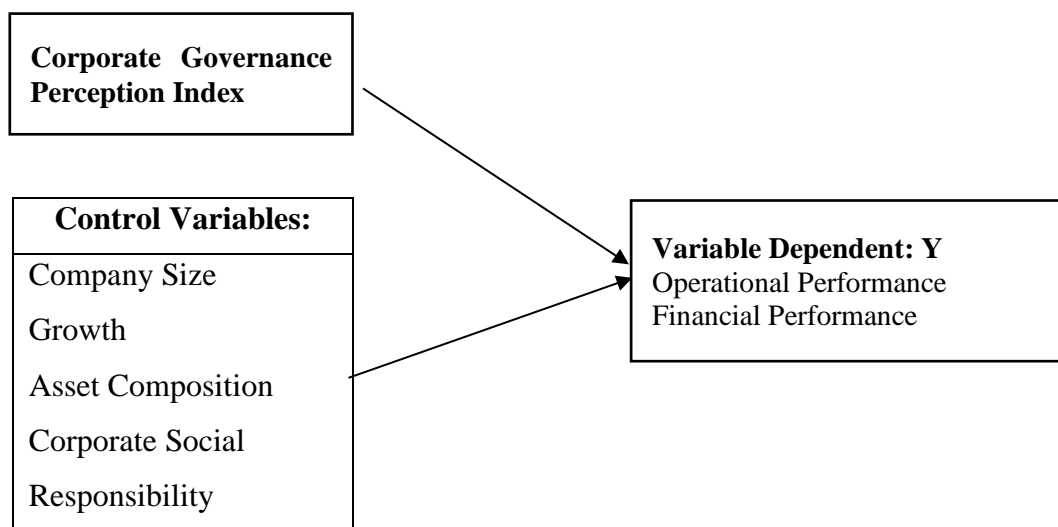 Corporate Governance
Perception Index
Control Variables:
Company Size
Growth
Asset Composition
Corporate Social
Responsibility
Variable Dependent: Y
Operational Performance
Financial Performance